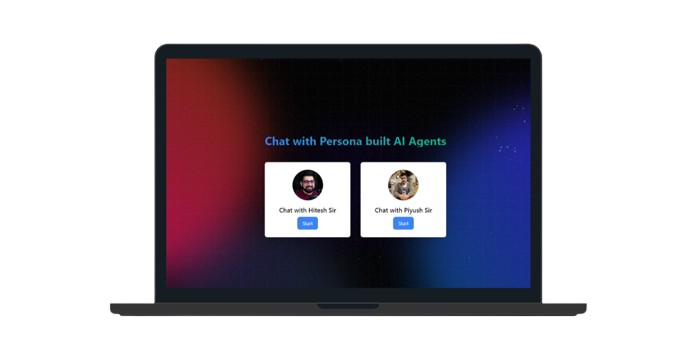 Chat with Persona built AI Agents
Chat with Hitesh Sir
Chat with Piyush Sir
Start
Start